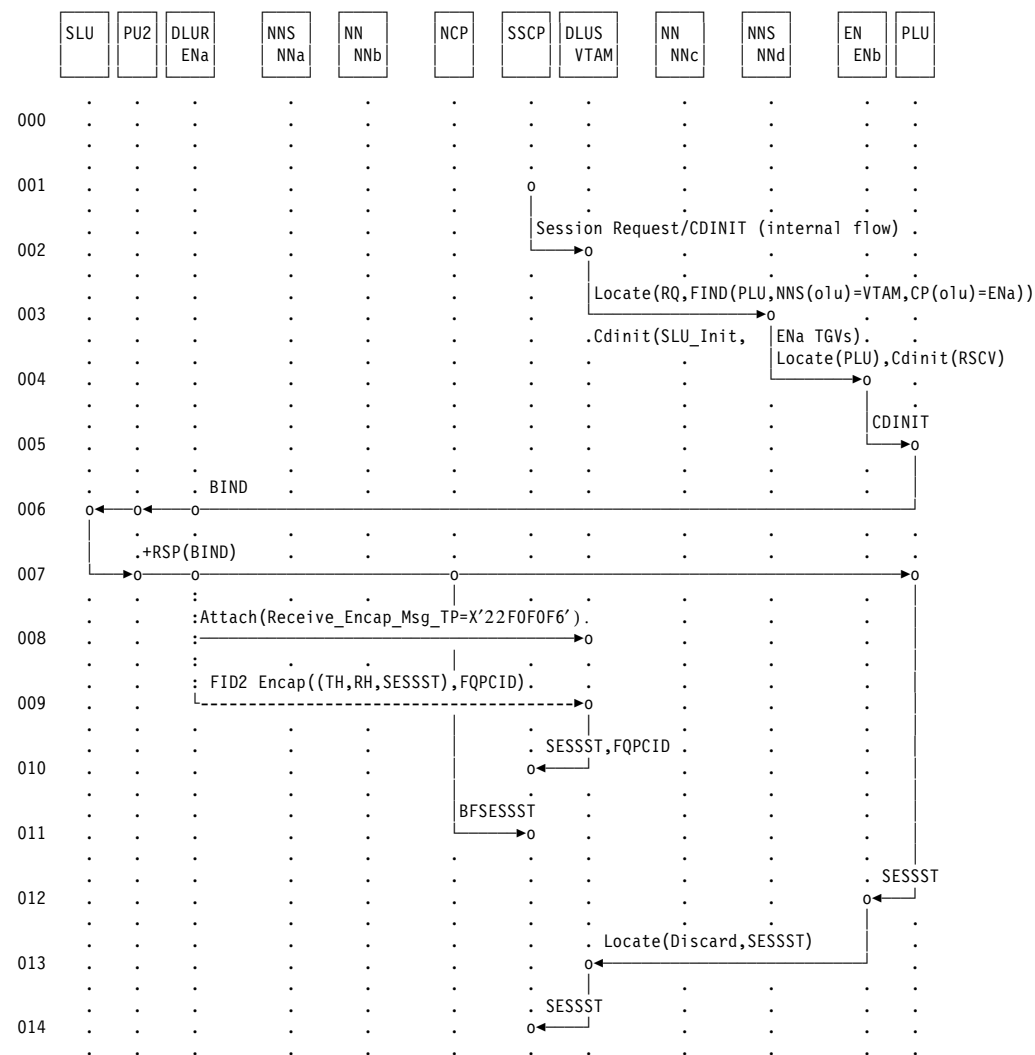 SLU PU2 DLUR NNS NN NCP SSCP DLUS NN NNS EN PLU
ENa NNa NNb VTAM NNc NNd ENb
000
001
Session Request/CDINIT (internal flow)
002
Locate(RQ,FIND(PLU,NNS(olu)=VTAM,CP(olu)=ENa))
003
Cdinit(SLU_Init, ENa TGVs)
Locate(PLU),Cdinit(RSCV)
004
CDINIT
005
BIND
006
+RSP(BIND)
007
Attach(Receive_Encap_Msg_TP=X'22F0F0F6')
008
FID2 Encap((TH,RH,SESSST),FQPCID)
009
SESSST,FQPCID
010
BFSESSST
011
SESSST
012
Locate(Discard,SESSST)
013
SESSST
014